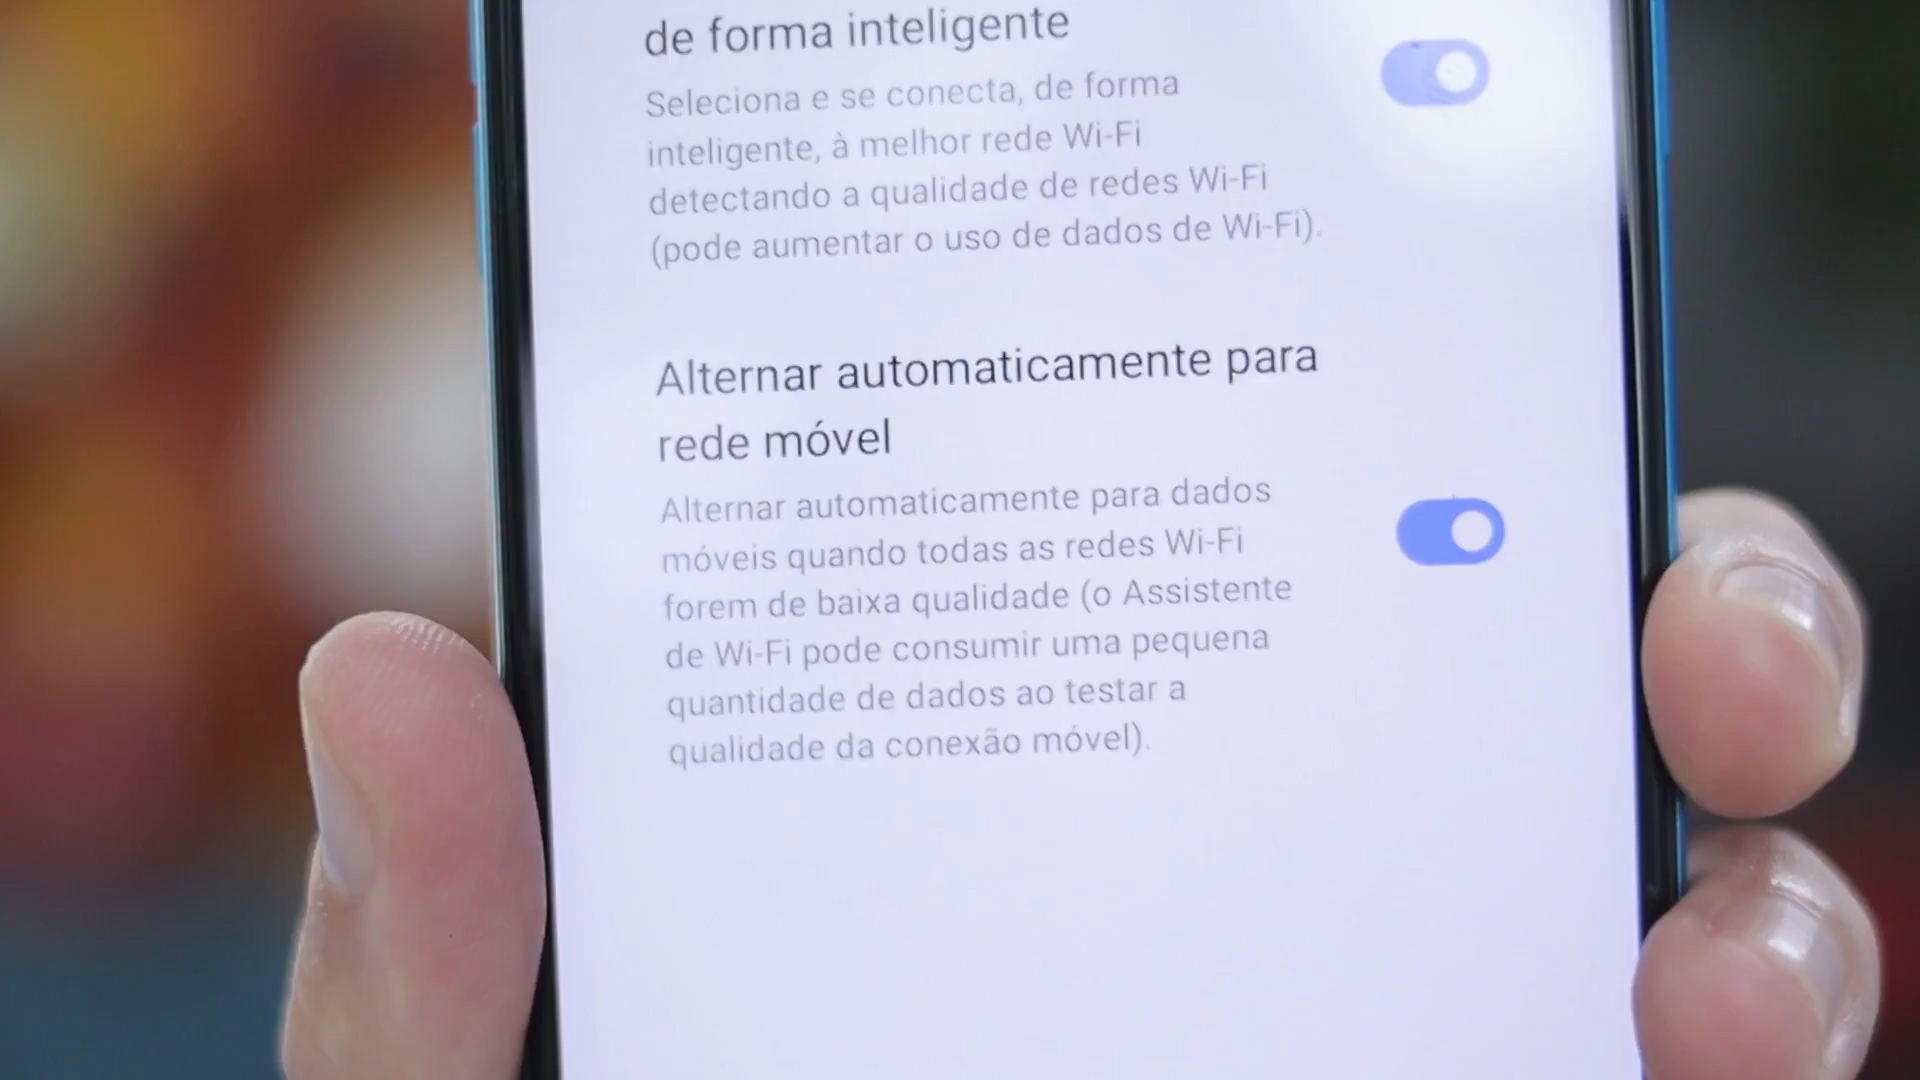 de forma inteligente
Seleciona e se conecta, de forma
inteligente, à melhor rede Wi-Fi
detectando a qualidade de redes Wi-Fi
(pode aumentar o uso de dados de Wi-Fi).
Alternar automaticamente para
rede móvel
Alternar automaticamente para dados
móveis quando todas as redes Wi-Fi
forem de baixa qualidade (o Assistente
de Wi-Fi pode consumir uma pequena
quantidade de dados ao testar a
qualidade da conexão móvel).